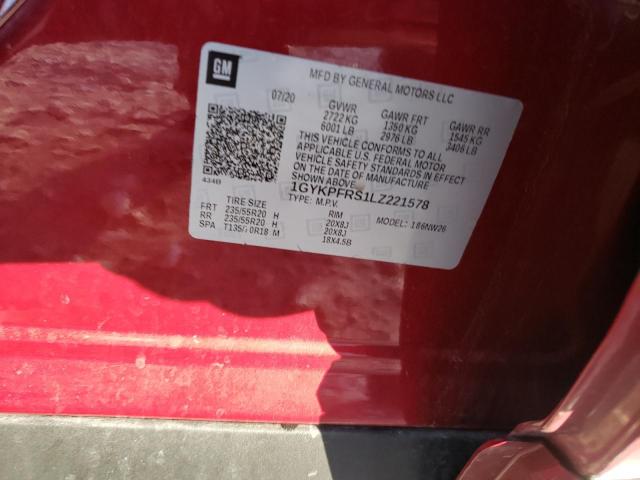 GM
MFD BY GENERAL MOTORS LLC
07/20
GVWR GAWR FRT GAWR RR
2722 KG 1350 KG 1545 KG
6001 LB 2976 LB 3406 LB
THIS VEHICLE CONFORMS TO ALL
APPLICABLE U.S. FEDERAL MOTOR
VEHICLE SAFETY STANDARDS IN EFFECT
ON THE DATE OF MANUFACTURE
SHOWN ABOVE.
434B
1GYKPFRS1LZ221578
TYPE: M.P.V. MODEL: 186NW26
TIRE SIZE RIM
FRT 235/55R20 H 20X8J
RR 235/55R20 H 20X8J
SPA T135/70R18 M 18X4.5B